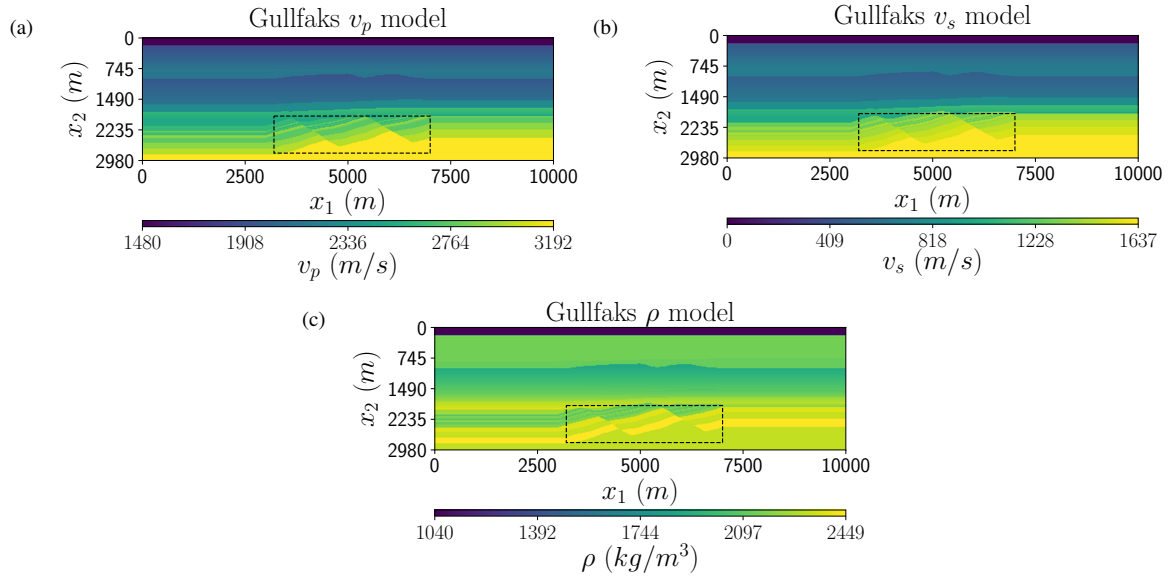 (a)
Gullfaks v_p model
0
745
1490
2235
2980
x_2 (m)
0 2500 5000 7500 10000
x_1 (m)
1480 1908 2336 2764 3192
v_p (m/s)
(b)
Gullfaks v_s model
0
745
1490
2235
2980
x_2 (m)
0 2500 5000 7500 10000
x_1 (m)
0 409 818 1228 1637
v_s (m/s)
(c)
Gullfaks ρ model
0
745
1490
2235
2980
x_2 (m)
0 2500 5000 7500 10000
x_1 (m)
1040 1392 1744 2097 2449
ρ (kg/m³)